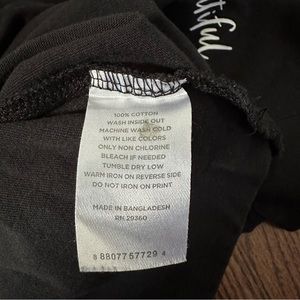 tiful
100% COTTON
WASH INSIDE OUT
MACHINE WASH COLD
WITH LIKE COLORS
ONLY NON CHLORINE
BLEACH IF NEEDED
TUMBLE DRY LOW
WARM IRON ON REVERSE SIDE
DO NOT IRON ON PRINT
MADE IN BANGLADESH
RN 29360
8 8807757729 4